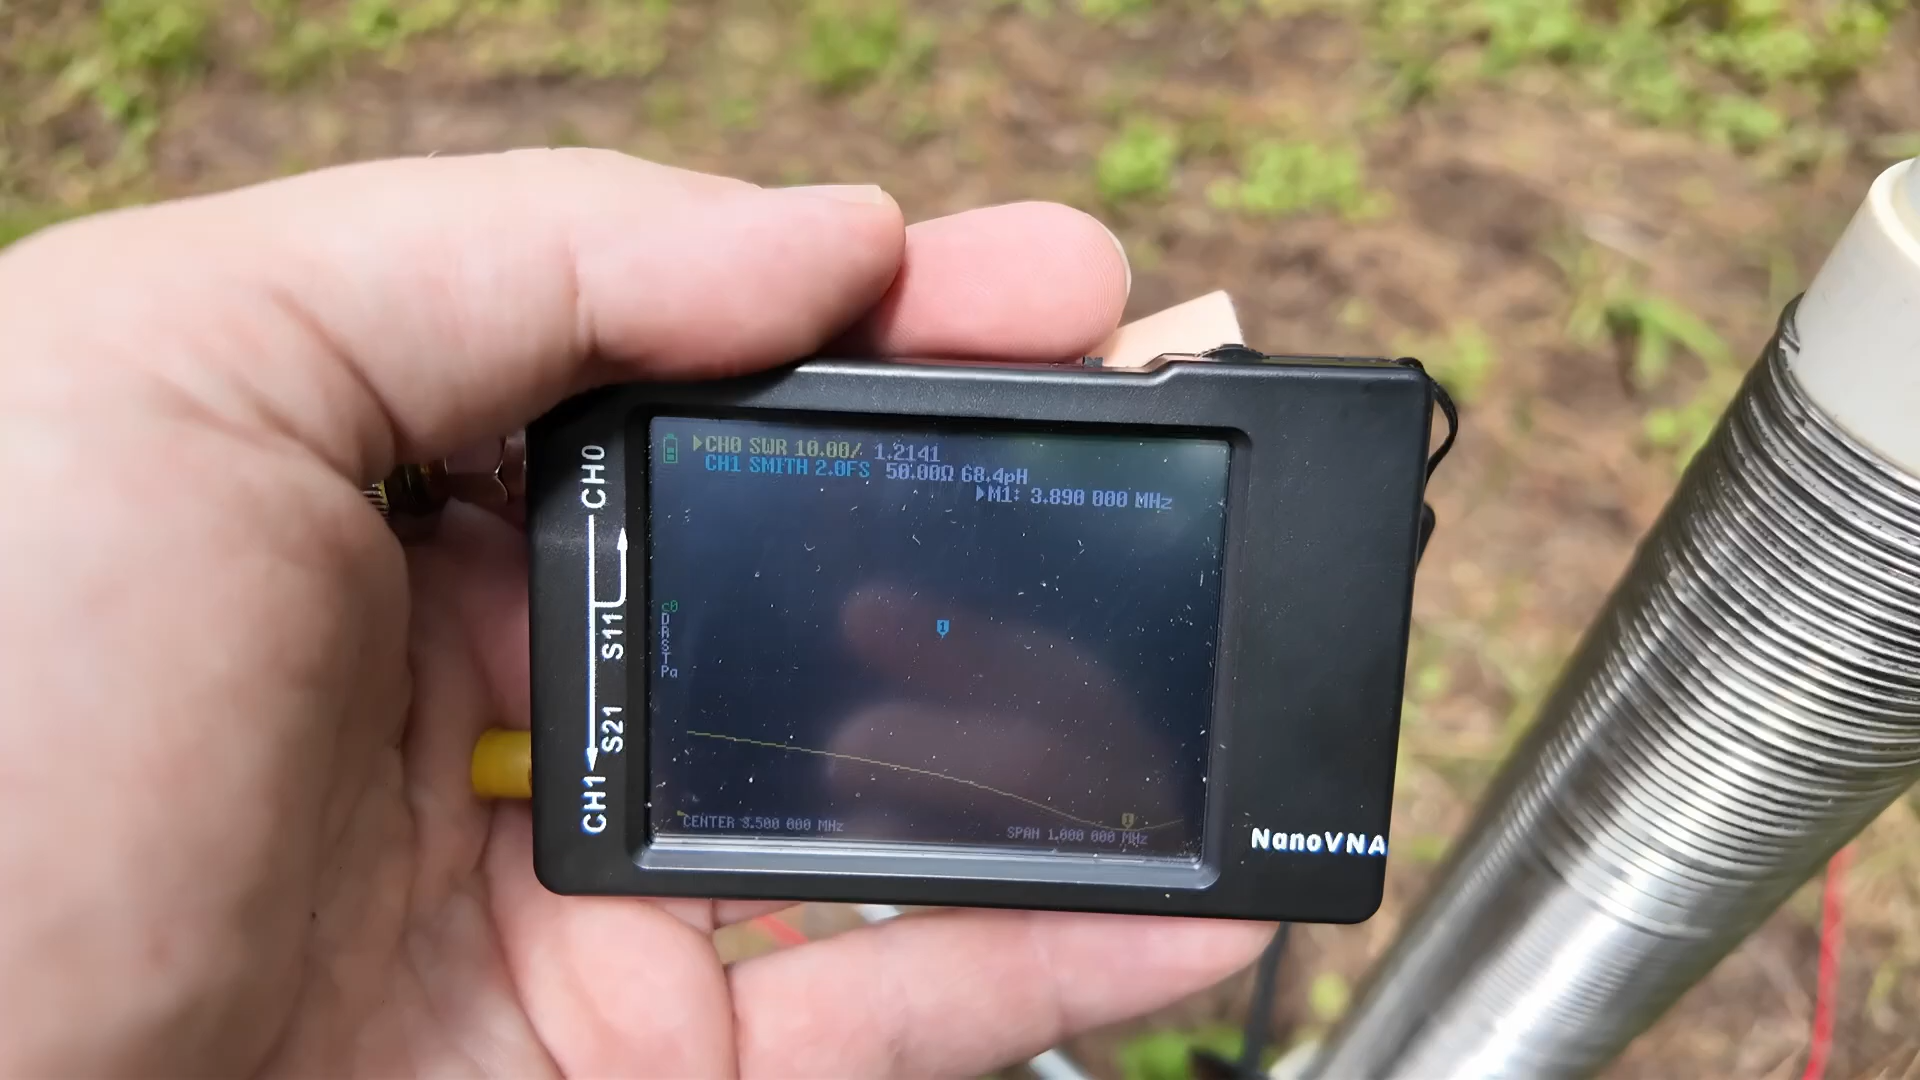 CH0 SWR 10.00/ 1.2141
CH1 SMITH 2.0FS 50.00Ω 68.4pH
M1: 3.890 000 MHz
1
c0
D
R
S
T
Pa
1
CENTER 3.500 000 MHz
SPAN 1.000 000 MHz
CH0
S11
S21
CH1
NanoVNA